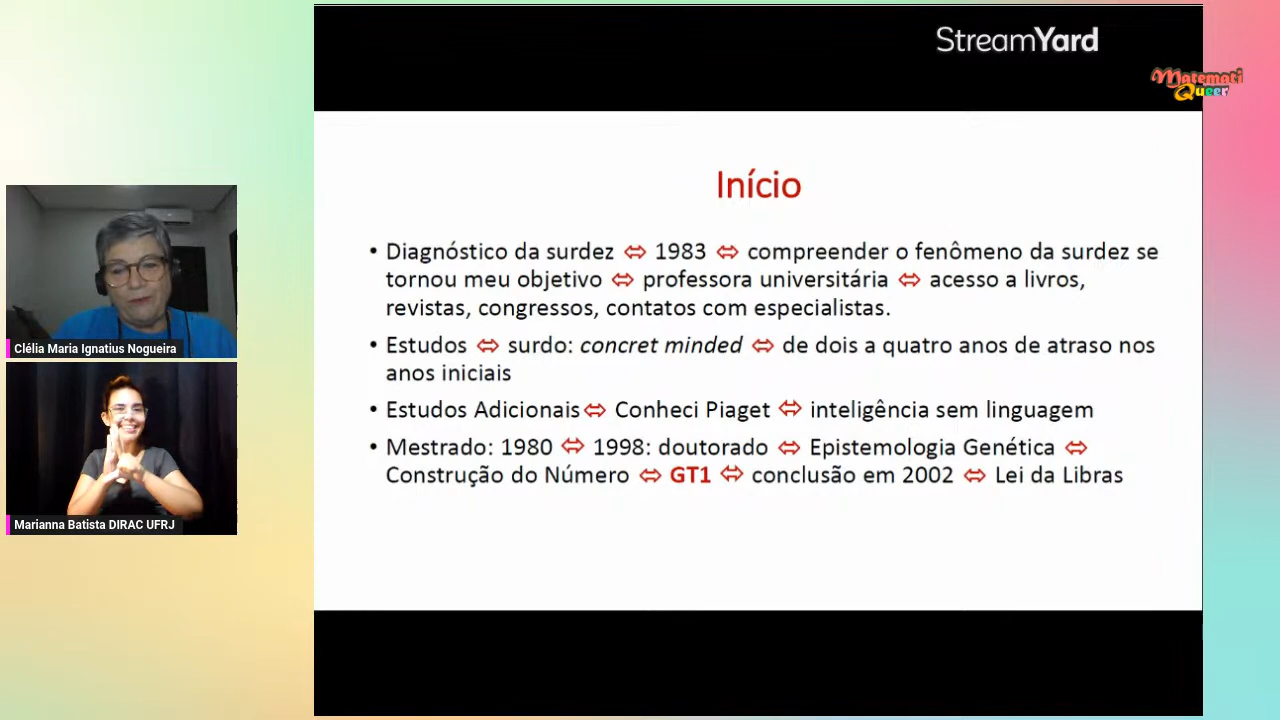 StreamYard
Matemati
Queer
Início
• Diagnóstico da surdez ⇔ 1983 ⇔ compreender o fenômeno da surdez se
tornou meu objetivo ⇔ professora universitária ⇔ acesso a livros,
revistas, congressos, contatos com especialistas.
• Estudos ⇔ surdo: concret minded ⇔ de dois a quatro anos de atraso nos
anos iniciais
• Estudos Adicionais ⇔ Conheci Piaget ⇔ inteligência sem linguagem
• Mestrado: 1980 ⇔ 1998: doutorado ⇔ Epistemologia Genética ⇔
Construção do Número ⇔ GT1 ⇔ conclusão em 2002 ⇔ Lei da Libras
Clélia Maria Ignatius Nogueira
Marianna Batista DIRAC UFRJ